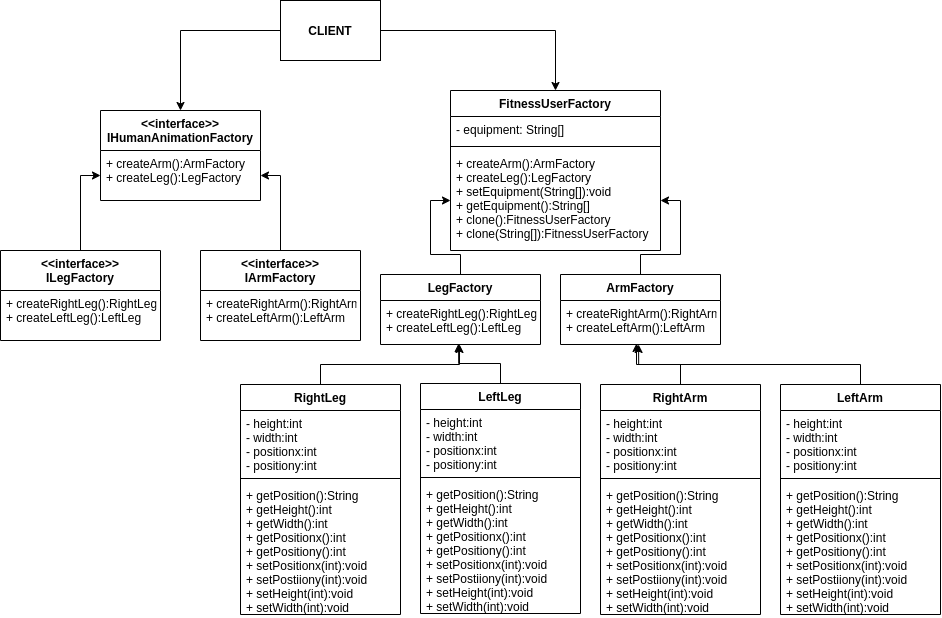 CLIENT
<<interface>>
IHumanAnimationFactory
+ createArm():ArmFactory
+ createLeg():LegFactory
FitnessUserFactory
- equipment: String[]
+ createArm():ArmFactory
+ createLeg():LegFactory
+ setEquipment(String[]):void
+ getEquipment():String[]
+ clone():FitnessUserFactory
+ clone(String[]):FitnessUserFactory
<<interface>>
ILegFactory
+ createRightLeg():RightLeg
+ createLeftLeg():LeftLeg
<<interface>>
IArmFactory
+ createRightArm():RightArm
+ createLeftArm():LeftArm
LegFactory
+ createRightLeg():RightLeg
+ createLeftLeg():LeftLeg
ArmFactory
+ createRightArm():RightArm
+ createLeftArm():LeftArm
RightLeg
- height:int
- width:int
- positionx:int
- positiony:int
+ getPosition():String
+ getHeight():int
+ getWidth():int
+ getPositionx():int
+ getPositiony():int
+ setPositionx(int):void
+ setPostiiony(int):void
+ setHeight(int):void
+ setWidth(int):void
LeftLeg
- height:int
- width:int
- positionx:int
- positiony:int
+ getPosition():String
+ getHeight():int
+ getWidth():int
+ getPositionx():int
+ getPositiony():int
+ setPositionx(int):void
+ setPostiiony(int):void
+ setHeight(int):void
+ setWidth(int):void
RightArm
- height:int
- width:int
- positionx:int
- positiony:int
+ getPosition():String
+ getHeight():int
+ getWidth():int
+ getPositionx():int
+ getPositiony():int
+ setPositionx(int):void
+ setPostiiony(int):void
+ setHeight(int):void
+ setWidth(int):void
LeftArm
- height:int
- width:int
- positionx:int
- positiony:int
+ getPosition():String
+ getHeight():int
+ getWidth():int
+ getPositionx():int
+ getPositiony():int
+ setPositionx(int):void
+ setPostiiony(int):void
+ setHeight(int):void
+ setWidth(int):void